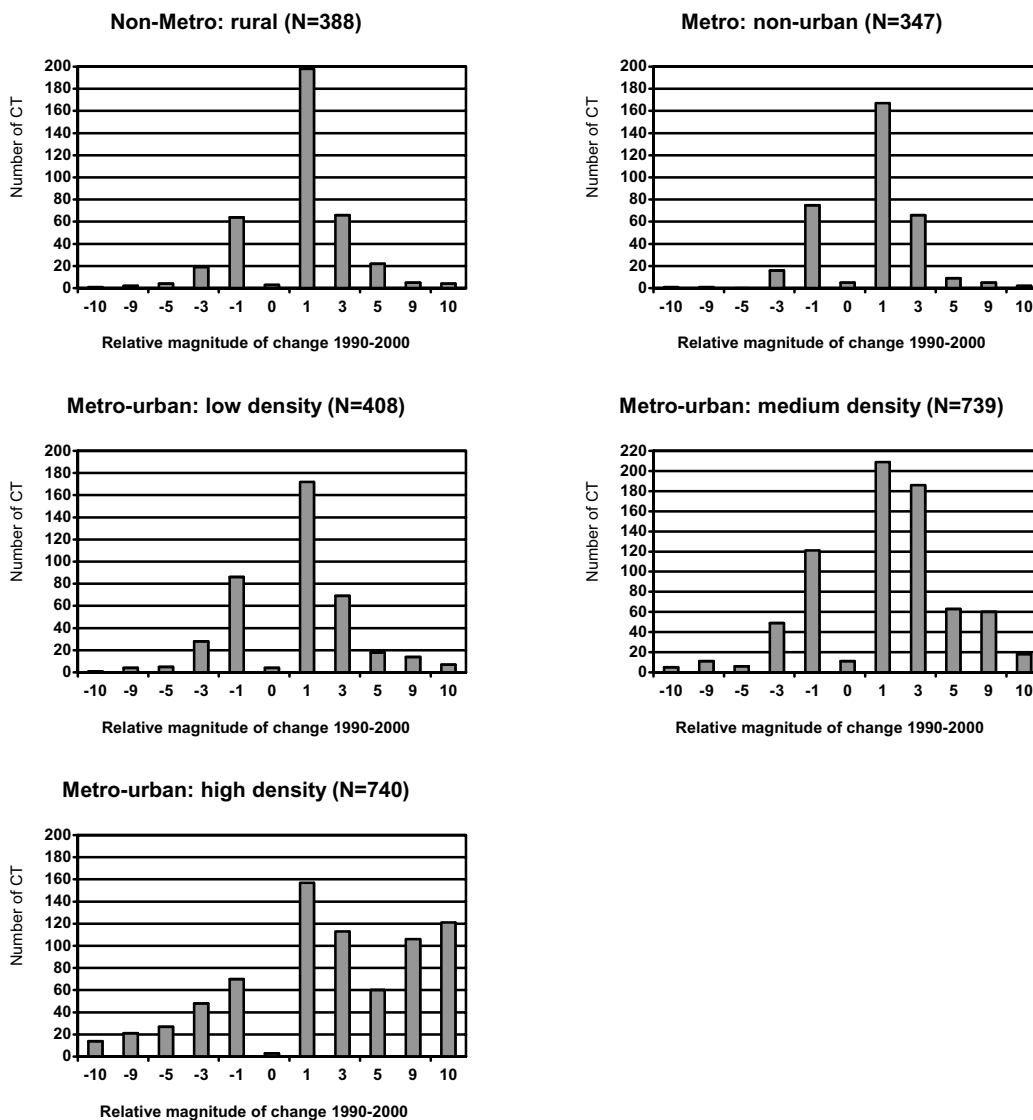 Non-Metro: rural (N=388)
Number of CT
200
180
160
140
120
100
80
60
40
20
0
-10 -9 -5 -3 -1 0 1 3 5 9 10
Relative magnitude of change 1990-2000
Metro: non-urban (N=347)
Number of CT
200
180
160
140
120
100
80
60
40
20
0
-10 -9 -5 -3 -1 0 1 3 5 9 10
Relative magnitude of change 1990-2000
Metro-urban: low density (N=408)
Number of CT
200
180
160
140
120
100
80
60
40
20
0
-10 -9 -5 -3 -1 0 1 3 5 9 10
Relative magnitude of change 1990-2000
Metro-urban: medium density (N=739)
Number of CT
220
200
180
160
140
120
100
80
60
40
20
0
-10 -9 -5 -3 -1 0 1 3 5 9 10
Relative magnitude of change 1990-2000
Metro-urban: high density (N=740)
Number of CT
200
180
160
140
120
100
80
60
40
20
0
-10 -9 -5 -3 -1 0 1 3 5 9 10
Relative magnitude of change 1990-2000